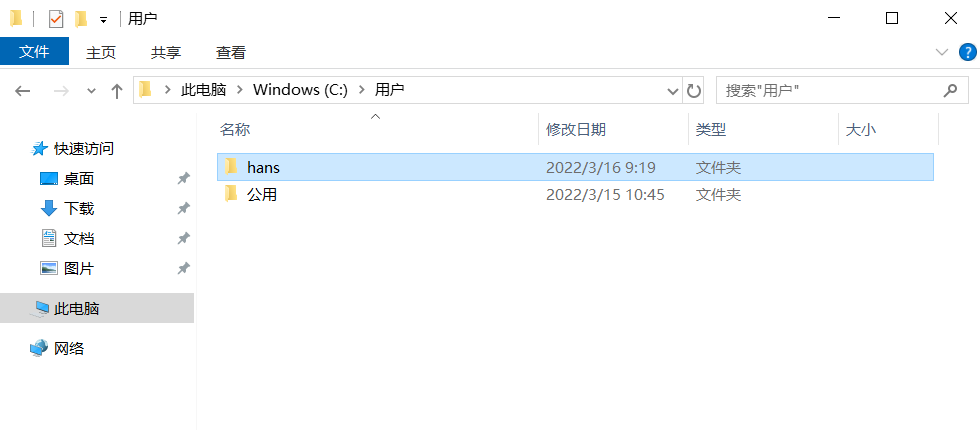 用户
文件 主页 共享 查看
此电脑 Windows (C:) 用户 搜索"用户"
名称 修改日期 类型 大小
快速访问
桌面
下载
文档
图片
此电脑
网络
hans 2022/3/16 9:19 文件夹
公用 2022/3/15 10:45 文件夹